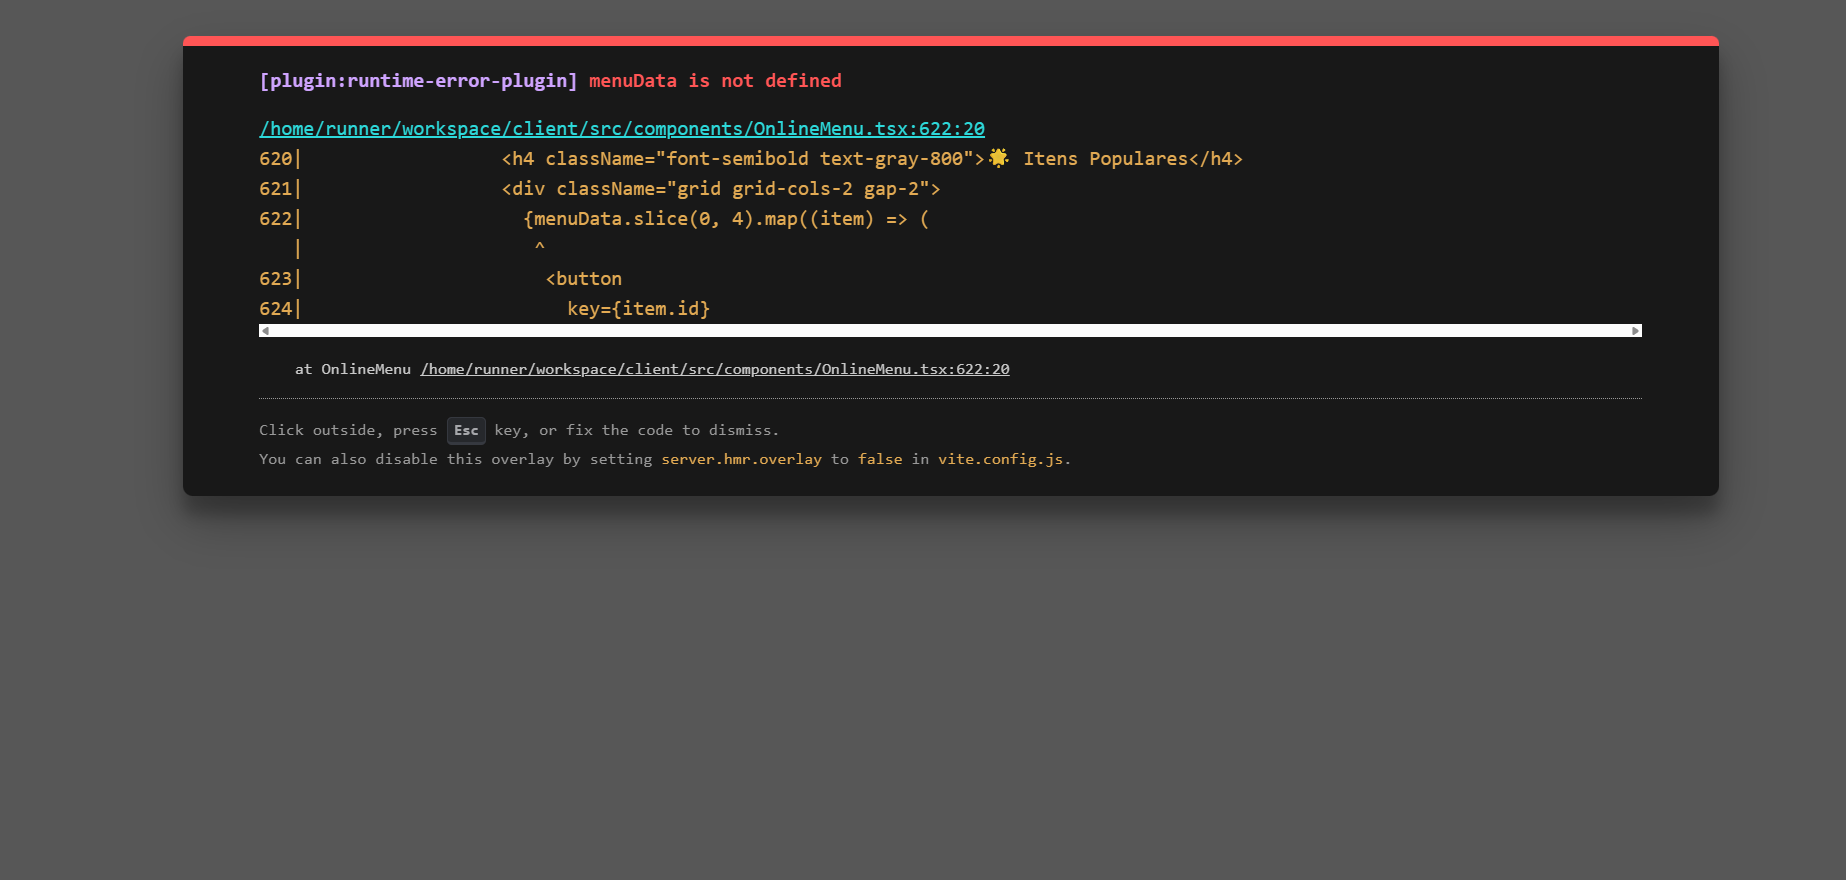 [plugin:runtime-error-plugin] menuData is not defined
/home/runner/workspace/client/src/components/OnlineMenu.tsx:622:20
620|                  <h4 className="font-semibold text-gray-800">🌟 Itens Populares</h4>
621|                  <div className="grid grid-cols-2 gap-2">
622|                    {menuData.slice(0, 4).map((item) => (
   |                     ^
623|                      <button
624|                        key={item.id}
    at OnlineMenu /home/runner/workspace/client/src/components/OnlineMenu.tsx:622:20
Click outside, press Esc key, or fix the code to dismiss.
You can also disable this overlay by setting server.hmr.overlay to false in vite.config.js.